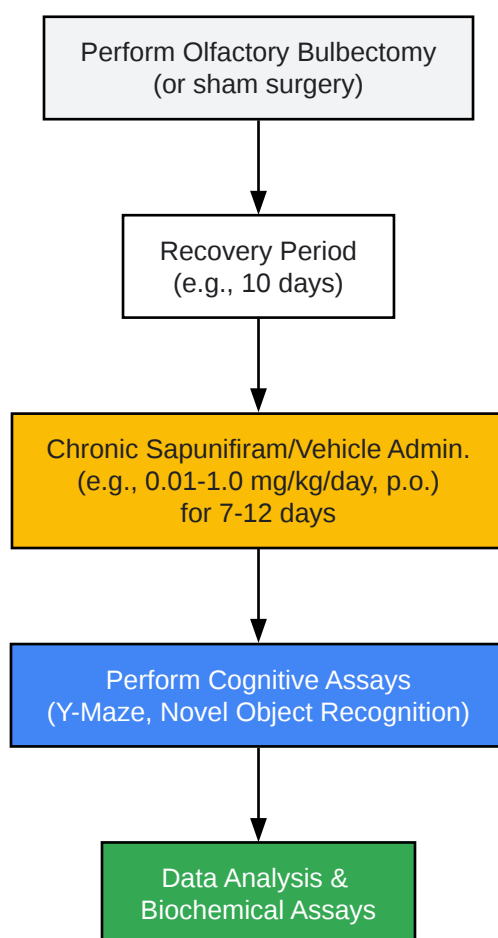 Perform Olfactory Bulbectomy
(or sham surgery)
Recovery Period
(e.g., 10 days)
Chronic Sapunifiram/Vehicle Admin.
(e.g., 0.01-1.0 mg/kg/day, p.o.)
for 7-12 days
Perform Cognitive Assays
(Y-Maze, Novel Object Recognition)
Data Analysis &
Biochemical Assays